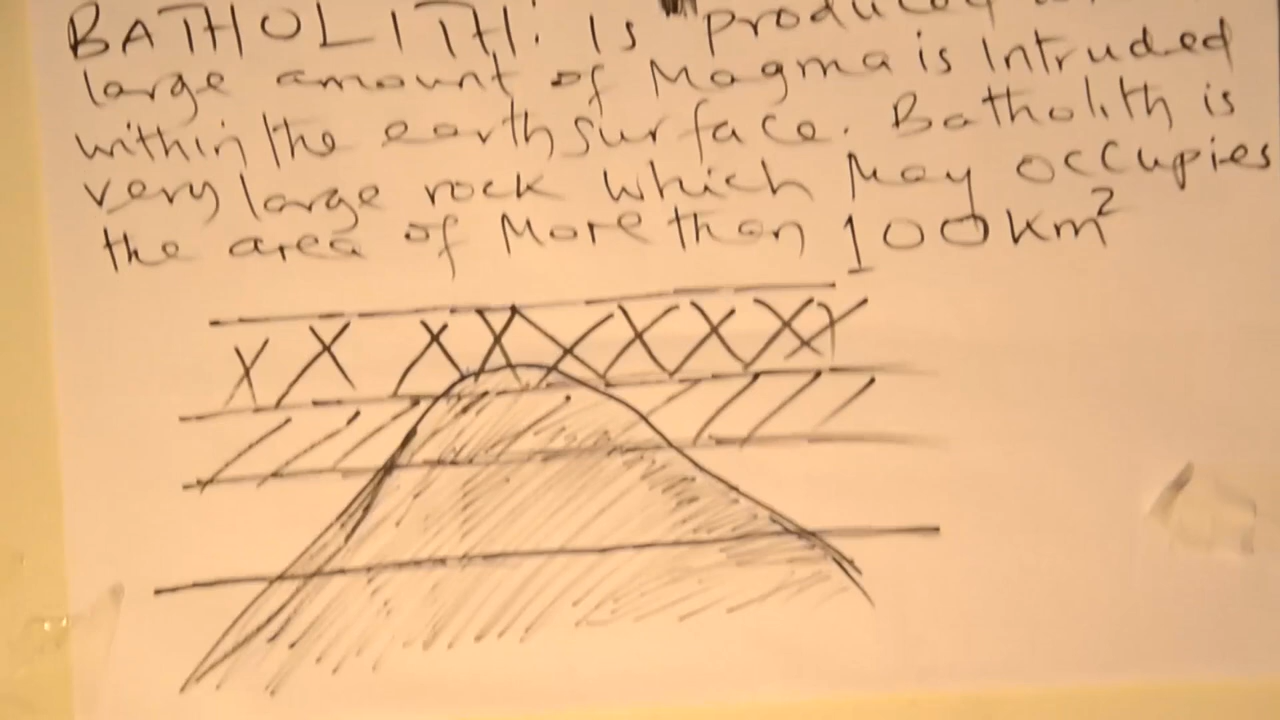 BATHOLITH: Is produced
large amount of Magma is Intruded
within the earth surface. Batholith is
very large rock which May occupies
the area of More than 100Km²